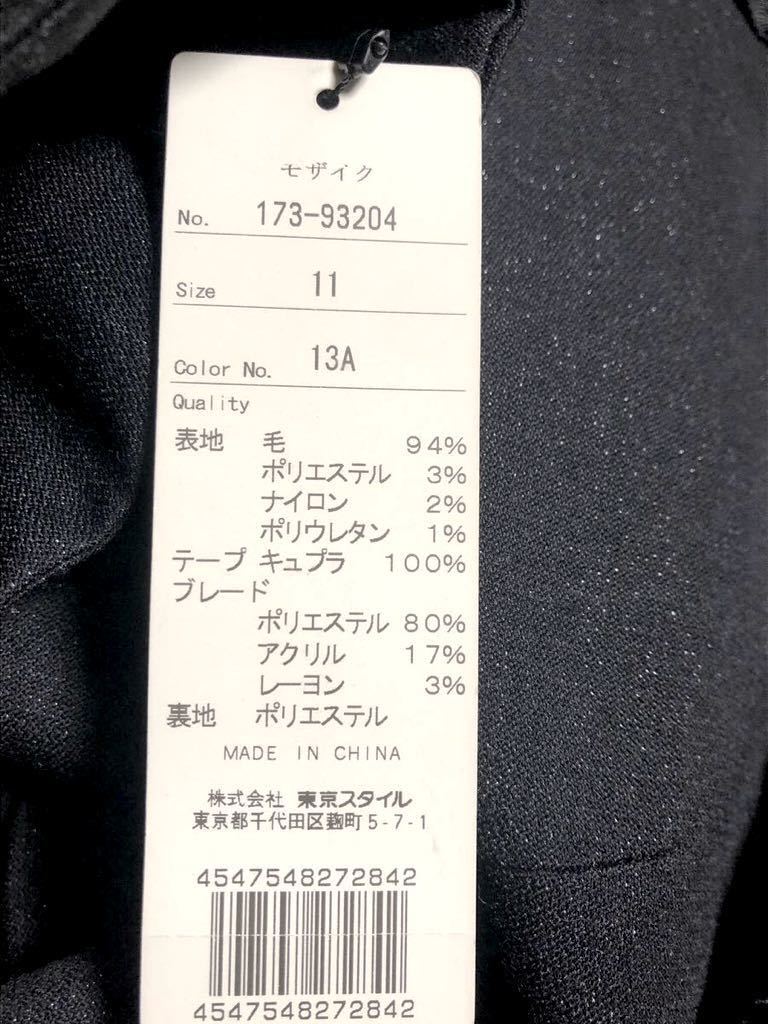 モザイク
No. 173-93204
Size 11
Color No. 13A
Quality
表地 毛 94%
ポリエステル 3%
ナイロン 2%
ポリウレタン 1%
テープ キュプラ 100%
ブレード
ポリエステル 80%
アクリル 17%
レーヨン 3%
裏地 ポリエステル
MADE IN CHINA
株式会社 東京スタイル
東京都千代田区麹町5-7-1
4547548272842
4547548272842